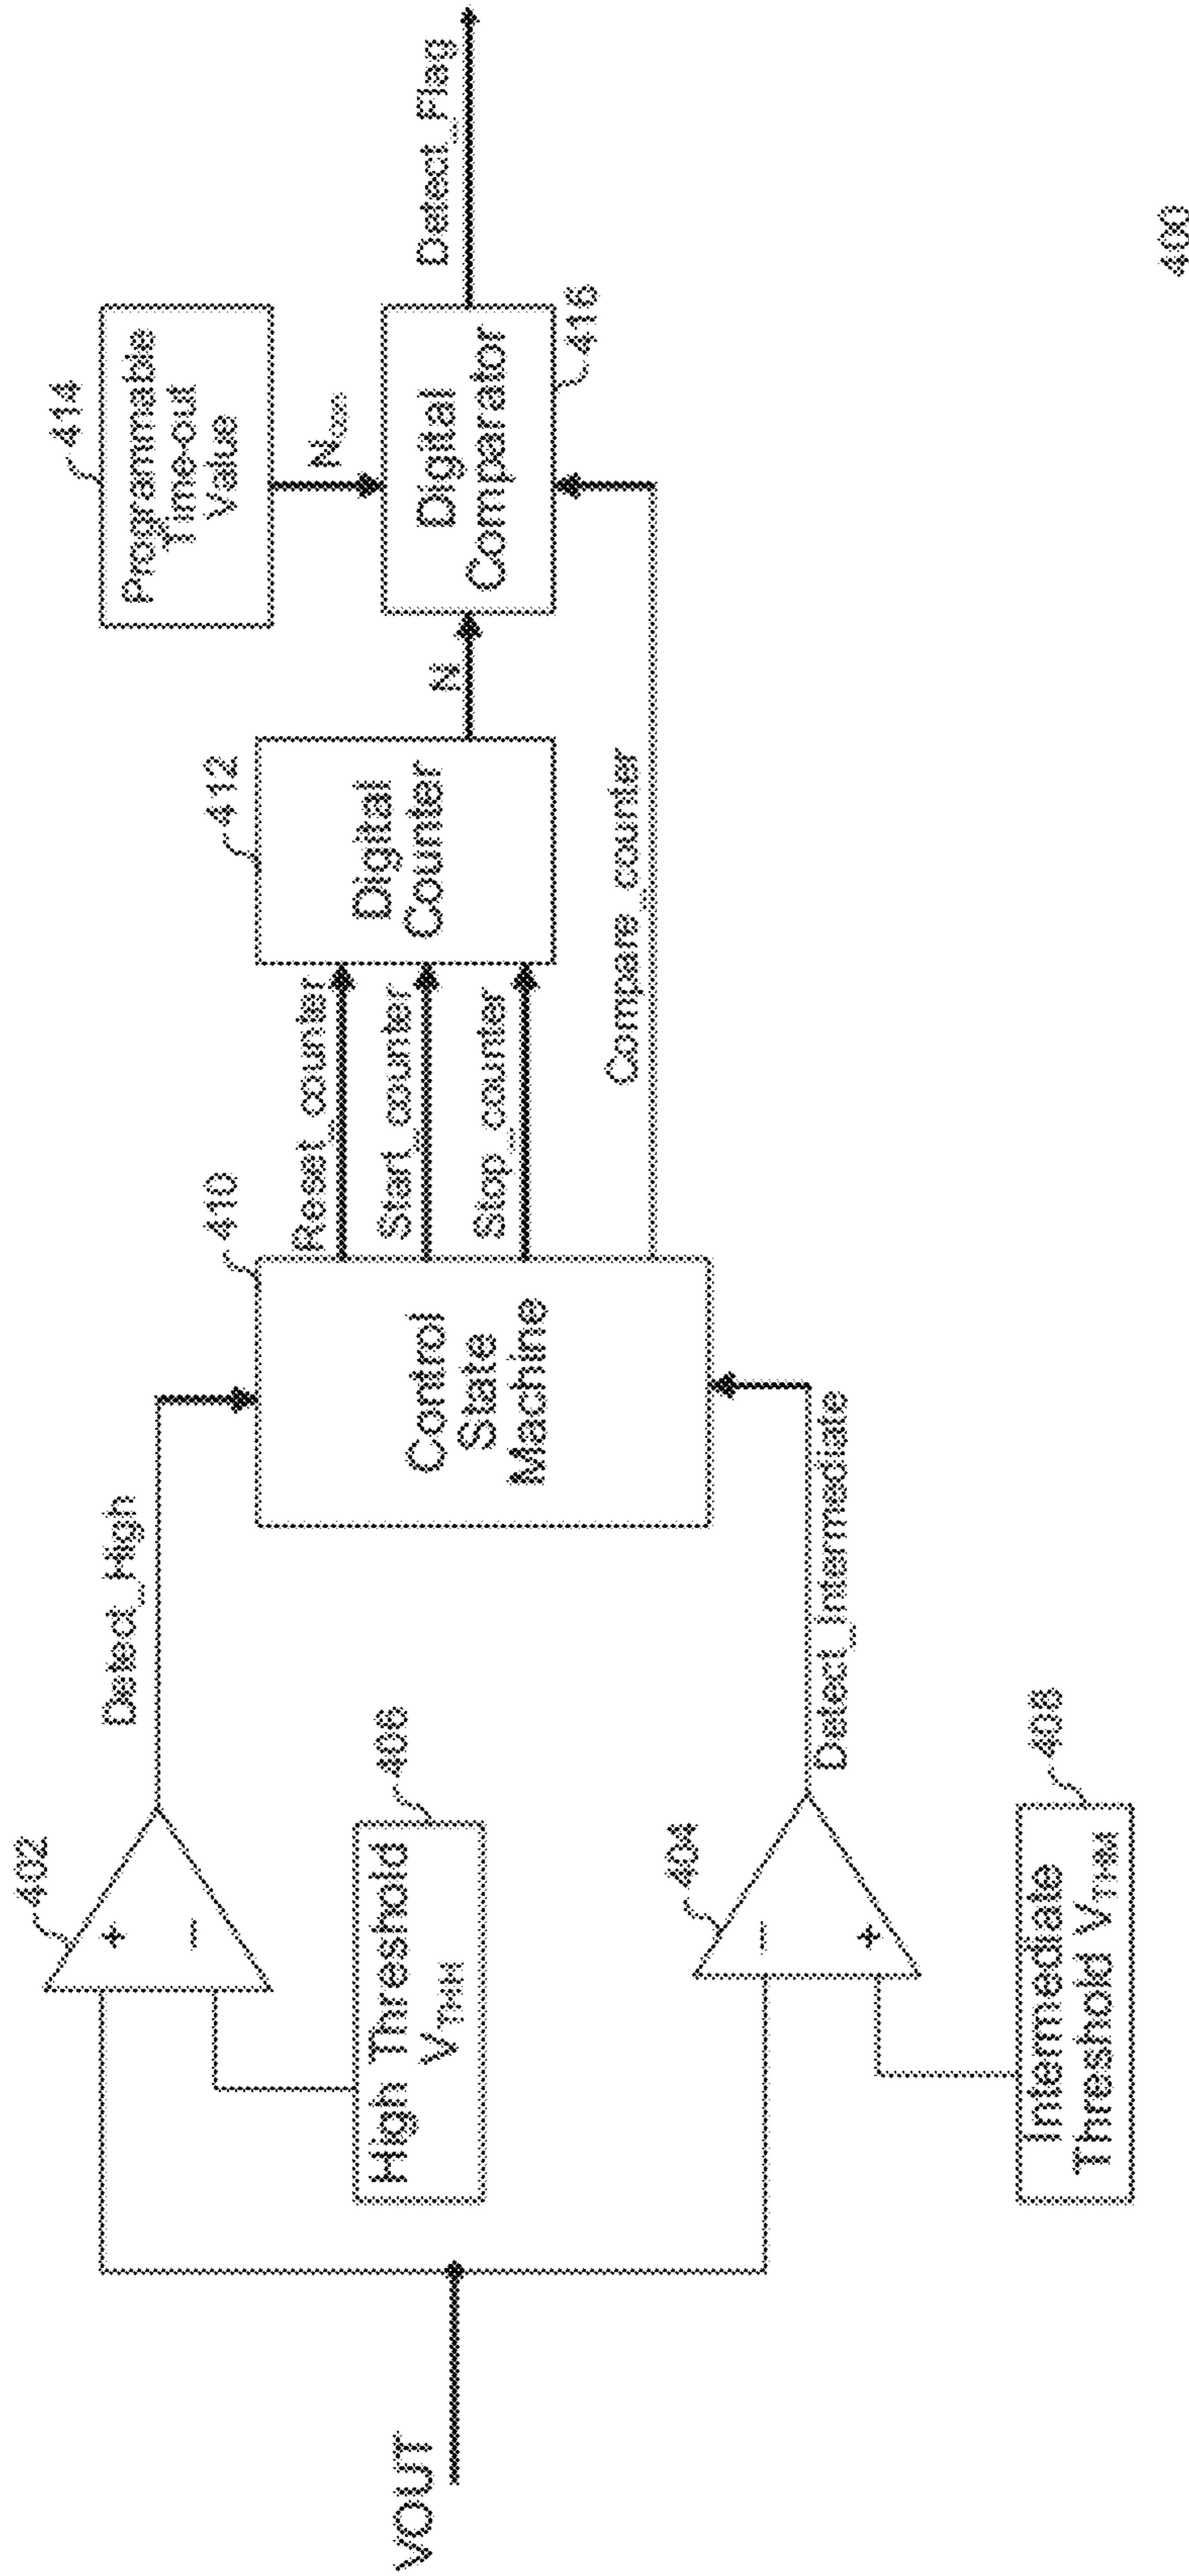 VOUT
402
+
−
High Threshold
V_THH
406
Detect_High
404
−
+
Intermediate
Threshold V_THM
408
Detect_Intermediate
410
Control
State
Machine
Reset_counter
Start_counter
Stop_counter
Compare_counter
412
Digital
Counter
N
414
Programmable
Time-out
Value
Digital
Comparator
416
Detect_Flag
400